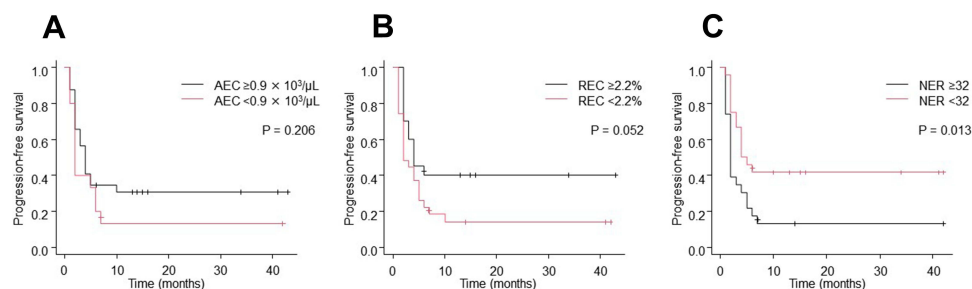 A
Progression-free survival
1.0
0.8
0.6
0.4
0.2
0.0
AEC ≥0.9 × 10³/µL
AEC <0.9 × 10³/µL
P = 0.206
0 10 20 30 40
Time (months)
B
Progression-free survival
1.0
0.8
0.6
0.4
0.2
0.0
REC ≥2.2%
REC <2.2%
P = 0.052
0 10 20 30 40
Time (months)
C
Progression-free survival
1.0
0.8
0.6
0.4
0.2
0.0
NER ≥32
NER <32
P = 0.013
0 10 20 30 40
Time (months)